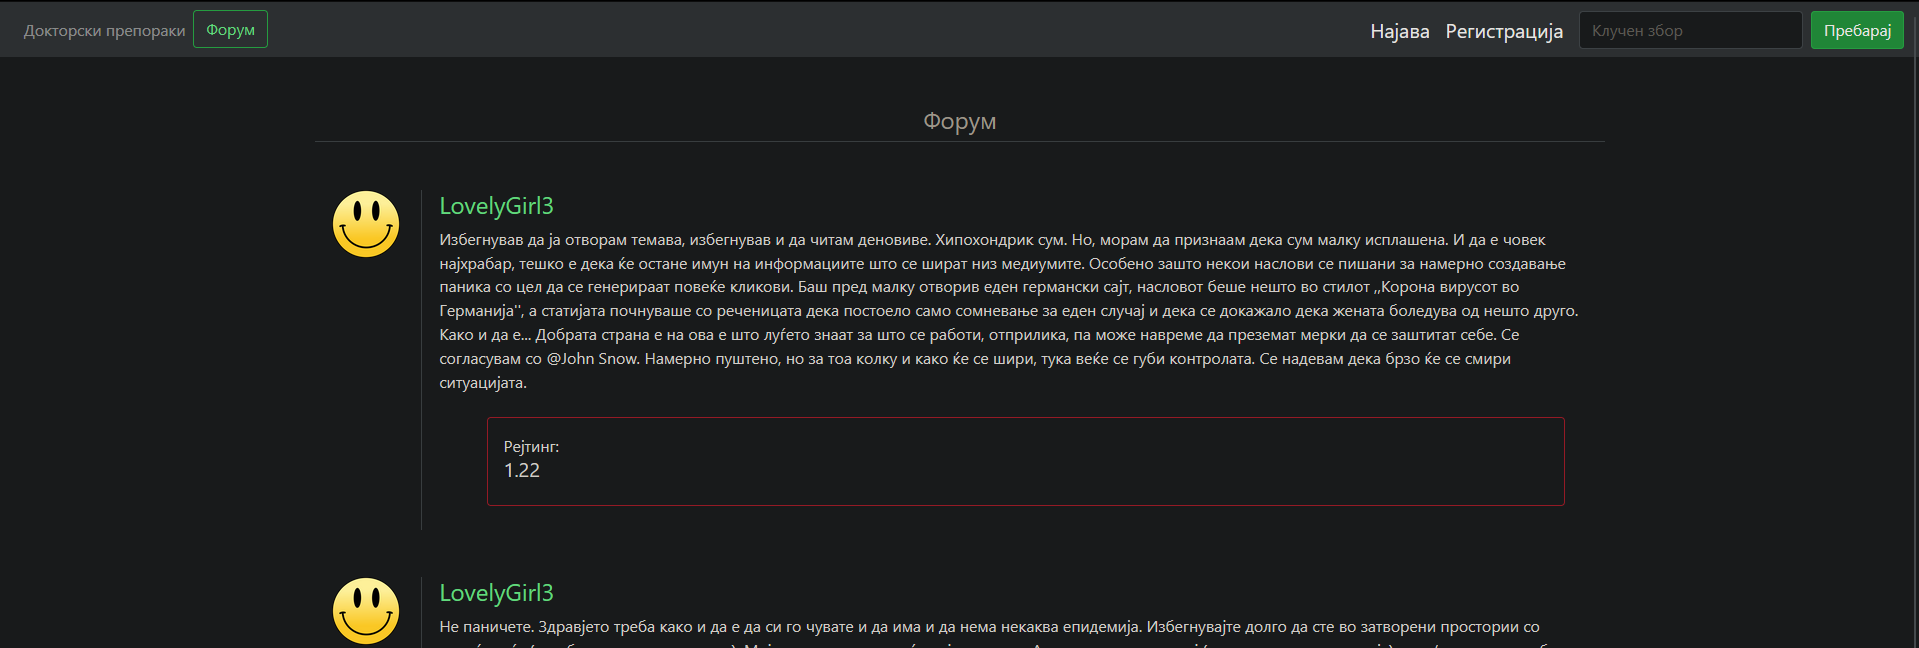 Докторски препораки Форум Најава Регистрација Клучен збор Пребарај
Форум
LovelyGirl3
Избегнував да ја отворам темава, избегнував и да читам деновиве. Хипохондрик сум. Но, морам да признаам дека сум малку исплашена. И да е човек
најхрабар, тешко е дека ќе остане имун на информациите што се шират низ медиумите. Особено зашто некои наслови се пишани за намерно создавање
паника со цел да се генерираат повеќе кликови. Баш пред малку отворив еден германски сајт, насловот беше нешто во стилот ,,Корона вирусот во
Германија'', а статијата почнуваше со реченицата дека постоело само сомневање за еден случај и дека се докажало дека жената боледува од нешто друго.
Како и да е... Добрата страна е на ова е што луѓето знаат за што се работи, отприлика, па може навреме да преземат мерки да се заштитат себе. Се
согласувам со @John Snow. Намерно пуштено, но за тоа колку и како ќе се шири, тука веќе се губи контролата. Се надевам дека брзо ќе се смири
ситуацијата.
Рејтинг:
1.22
LovelyGirl3
Не паничете. Здравјето треба како и да е да си го чувате и да има и да нема некаква епидемија. Избегнувајте долго да сте во затворени простории со